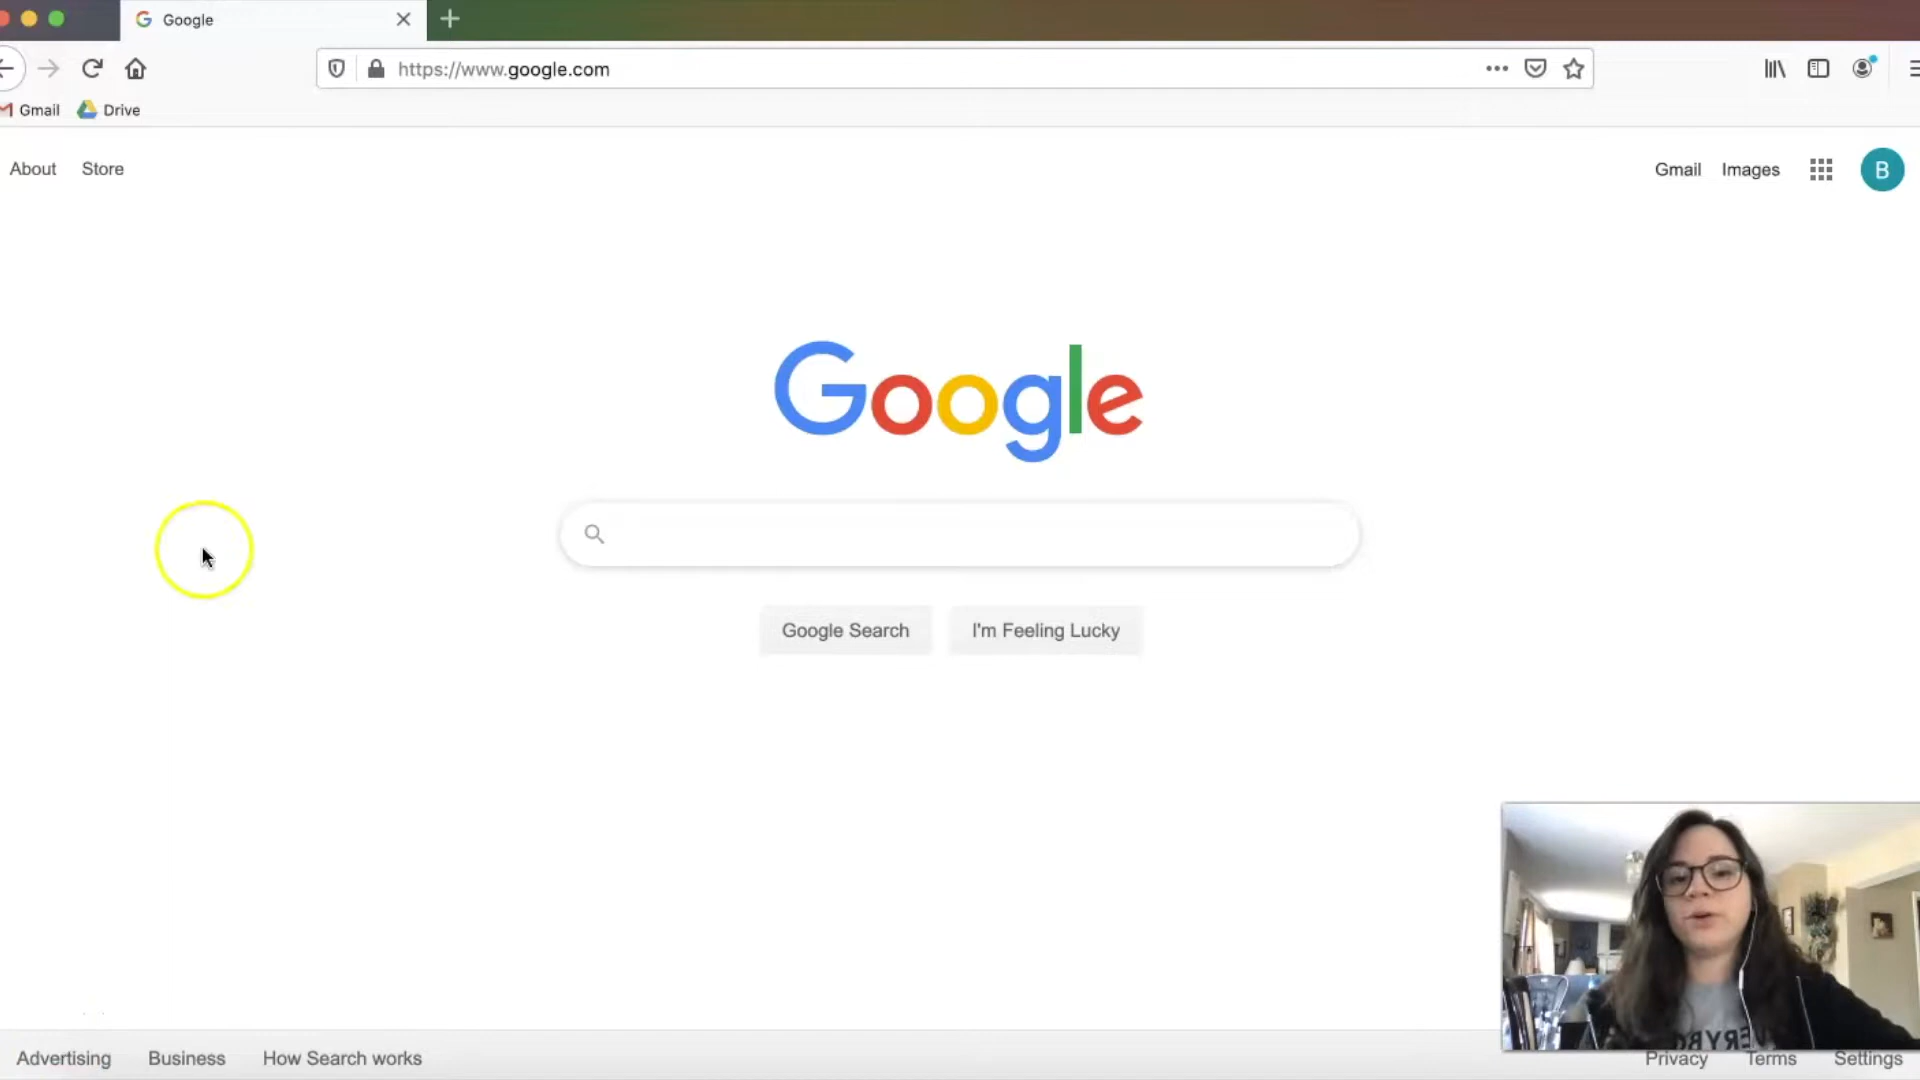 Google
https://www.google.com
Gmail Drive
About Store
Gmail Images B
Google
Google Search I'm Feeling Lucky
Advertising Business How Search works
Privacy Terms Settings